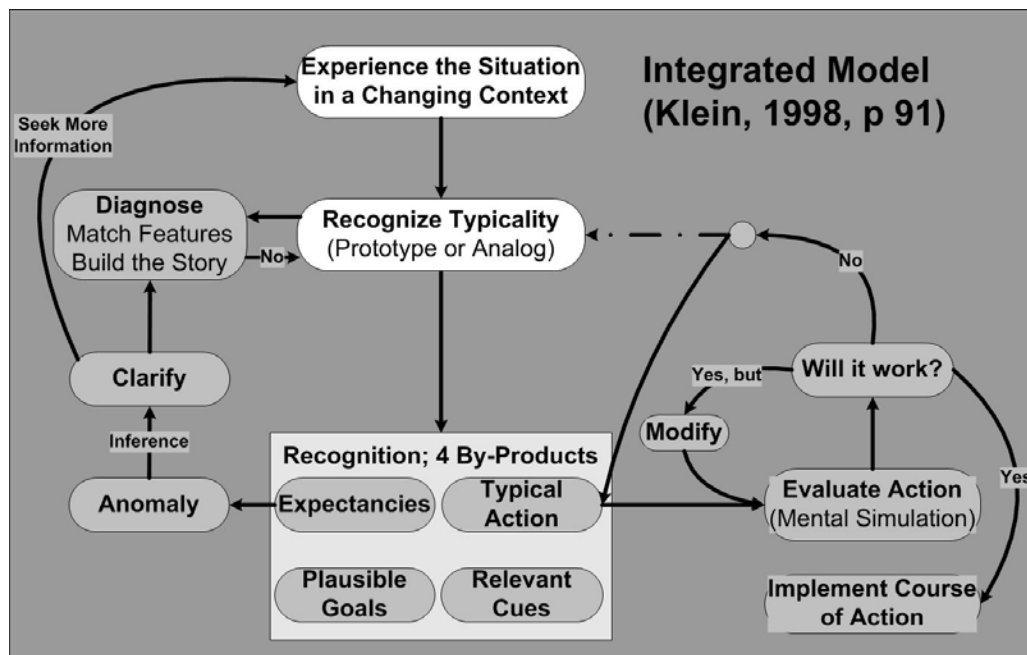 Experience the Situation
in a Changing Context
Integrated Model
(Klein, 1998, p 91)
Seek More
Information
Diagnose
Match Features
Build the Story
No
Recognize Typicality
(Prototype or Analog)
No
Clarify
Will it work?
Yes, but
Modify
Inference
Recognition; 4 By-Products
Anomaly
Expectancies
Typical
Action
Evaluate Action
(Mental Simulation)
Yes
Plausible
Goals
Relevant
Cues
Implement Course
of Action